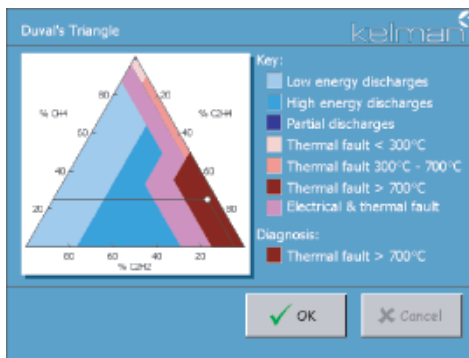 Duval's Triangle
kelman
Key:
Low energy discharges
High energy discharges
Partial discharges
Thermal fault < 300°C
Thermal fault 300°C - 700°C
Thermal fault > 700°C
Electrical & thermal fault
Diagnosis:
Thermal fault > 700°C
% CH4
% C2H4
80
60
40
20
20
40
60
80
80
60
40
20
% C2H2
OK
Cancel